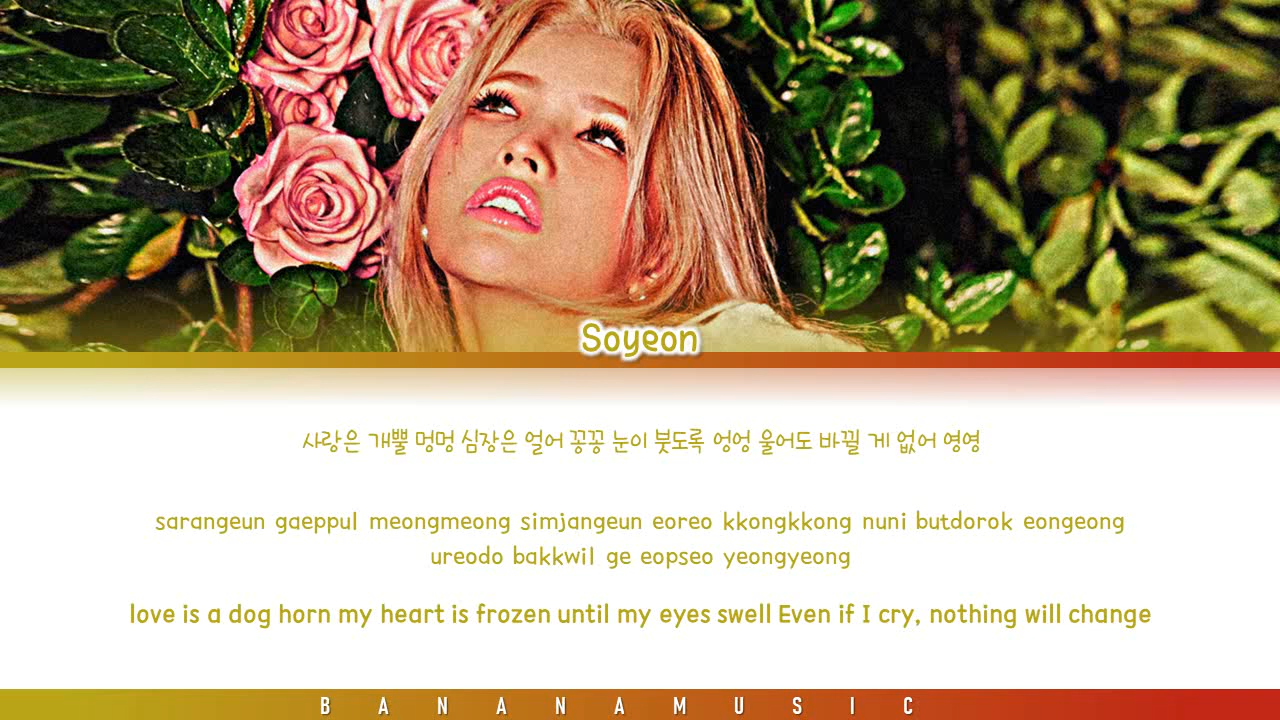 Soyeon
사랑은 개뿔 멍멍 심장은 얼어 꽁꽁 눈이 붓도록 엉엉 울어도 바뀔 게 없어 영영
sarangeun gaeppul meongmeong simjangeun eoreo kkongkkong nuni butdorok eongeong
ureodo bakkwil ge eopseo yeongyeong
love is a dog horn my heart is frozen until my eyes swell Even if I cry, nothing will change
BANANAMUSIC